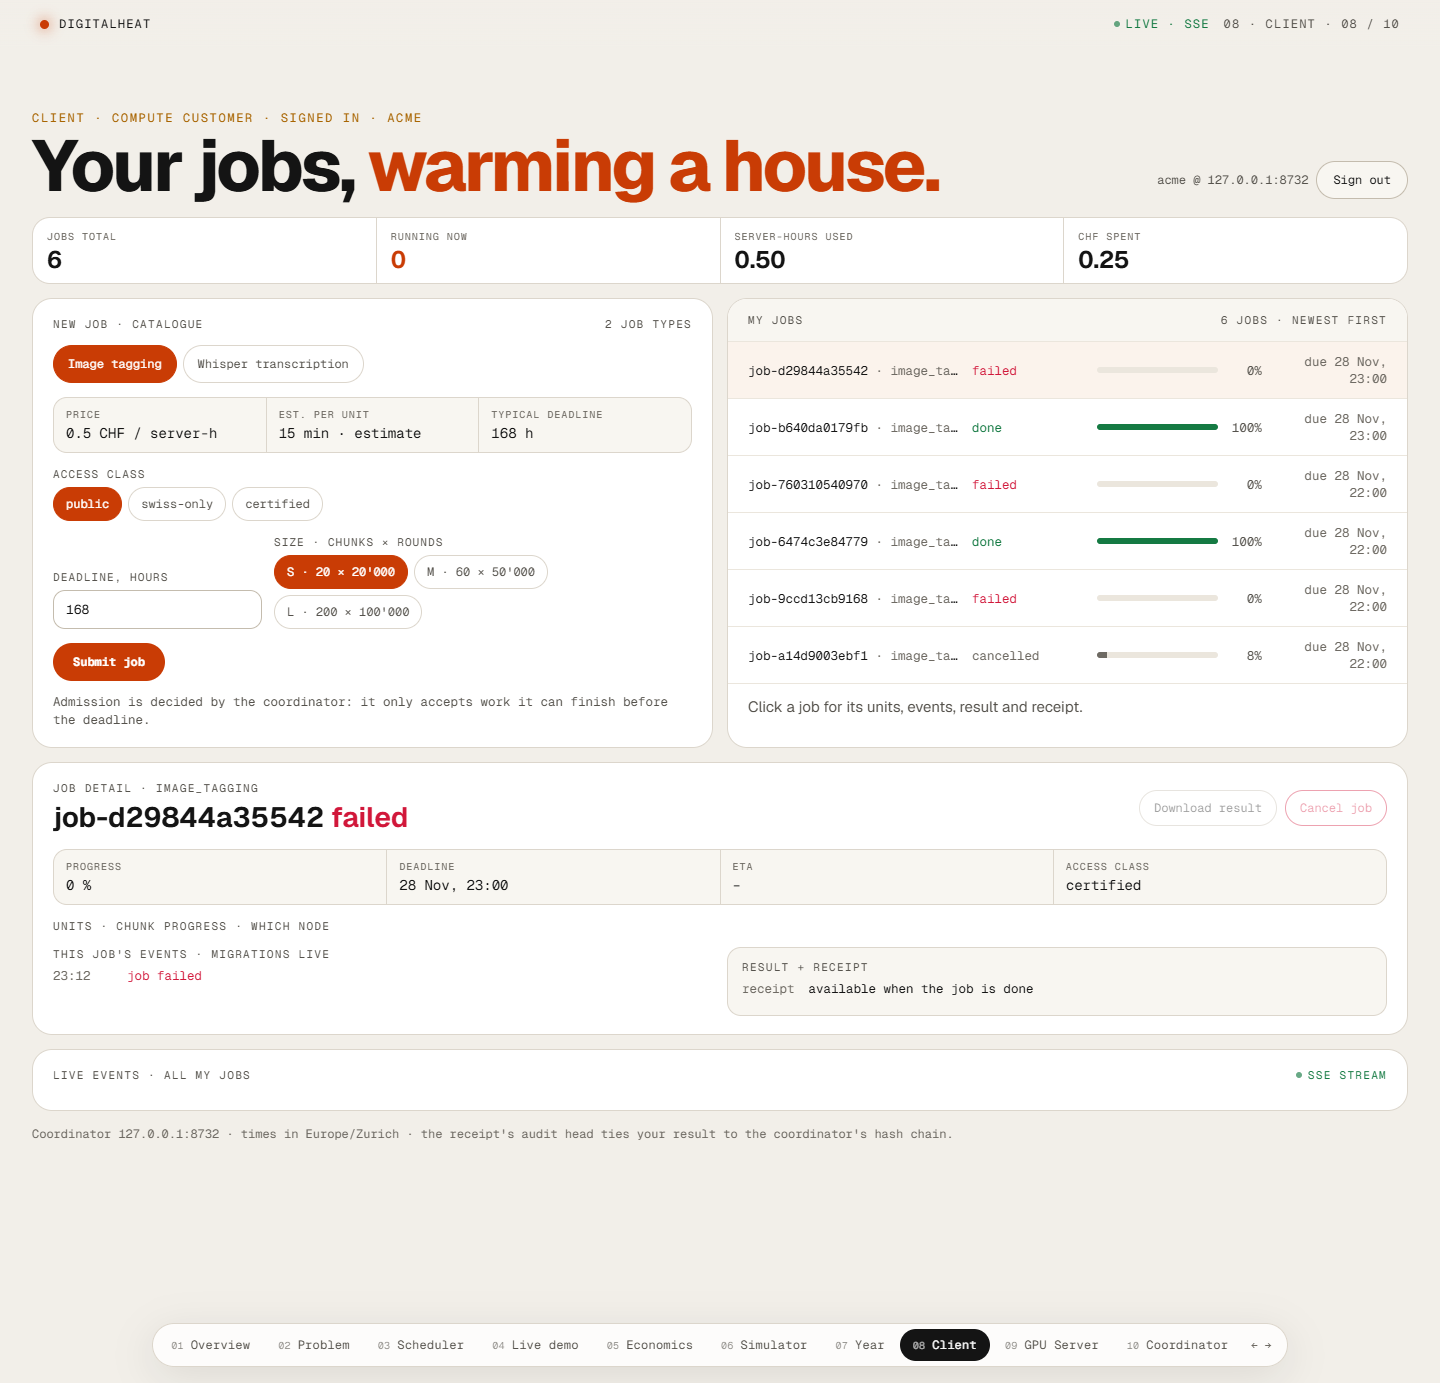 DIGITALHEAT
LIVE · SSE 08 · CLIENT · 08 / 10
CLIENT · COMPUTE CUSTOMER · SIGNED IN · ACME
Your jobs, warming a house.
acme @ 127.0.0.1:8732 Sign out
JOBS TOTAL
6
RUNNING NOW
0
SERVER-HOURS USED
0.50
CHF SPENT
0.25
NEW JOB · CATALOGUE 2 JOB TYPES
Image tagging Whisper transcription
PRICE
0.5 CHF / server-h
EST. PER UNIT
15 min · estimate
TYPICAL DEADLINE
168 h
ACCESS CLASS
public swiss-only certified
DEADLINE, HOURS
168
SIZE · CHUNKS × ROUNDS
S · 20 × 20'000 M · 60 × 50'000
L · 200 × 100'000
Submit job
Admission is decided by the coordinator: it only accepts work it can finish before
the deadline.
MY JOBS 6 JOBS · NEWEST FIRST
job-d29844a35542 · image_ta… failed 0% due 28 Nov,
23:00
job-b640da0179fb · image_ta… done 100% due 28 Nov,
23:00
job-760310540970 · image_ta… failed 0% due 28 Nov,
22:00
job-6474c3e84779 · image_ta… done 100% due 28 Nov,
22:00
job-9ccd13cb9168 · image_ta… failed 0% due 28 Nov,
22:00
job-a14d9003ebf1 · image_ta… cancelled 8% due 28 Nov,
22:00
Click a job for its units, events, result and receipt.
JOB DETAIL · IMAGE_TAGGING
job-d29844a35542 failed
Download result Cancel job
PROGRESS
0 %
DEADLINE
28 Nov, 23:00
ETA
–
ACCESS CLASS
certified
UNITS · CHUNK PROGRESS · WHICH NODE
THIS JOB'S EVENTS · MIGRATIONS LIVE
23:12 job failed
RESULT + RECEIPT
receipt available when the job is done
LIVE EVENTS · ALL MY JOBS SSE STREAM
Coordinator 127.0.0.1:8732 · times in Europe/Zurich · the receipt's audit head ties your result to the coordinator's hash chain.
01 Overview 02 Problem 03 Scheduler 04 Live demo 05 Economics 06 Simulator 07 Year 08 Client 09 GPU Server 10 Coordinator ← →